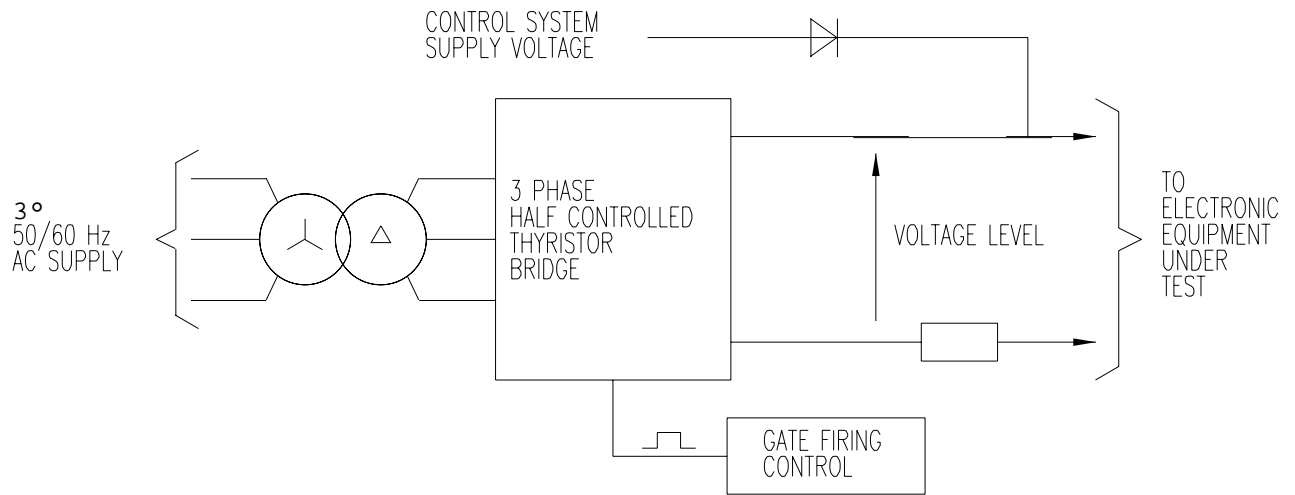 CONTROL SYSTEM
SUPPLY VOLTAGE
3°
50/60 Hz
AC SUPPLY
3 PHASE
HALF CONTROLLED
THYRISTOR
BRIDGE
VOLTAGE LEVEL
TO
ELECTRONIC
EQUIPMENT
UNDER
TEST
GATE FIRING
CONTROL